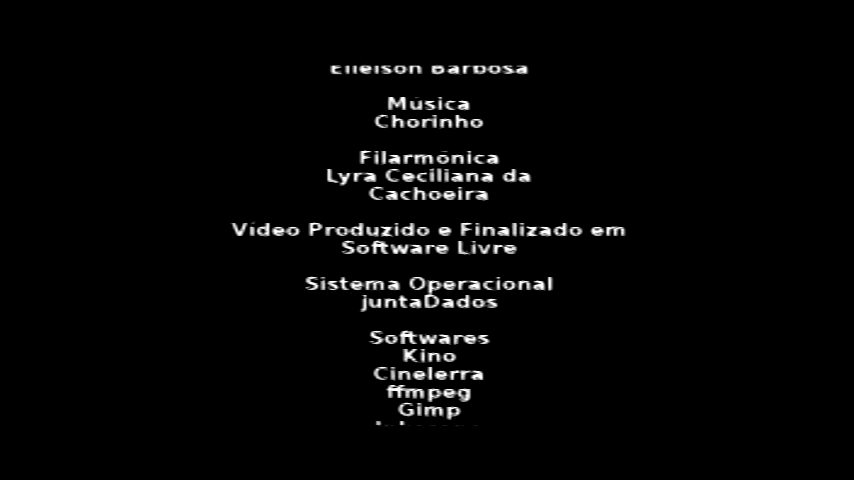 Barbosa
Música
Chorinho
Filarmônica
Lyra Ceciliana da
Cachoeira
Vídeo Produzido e Finalizado em
Software Livre
Sistema Operacional
juntaDados
Softwares
Kino
Cinelerra
ffmpeg
Gimp